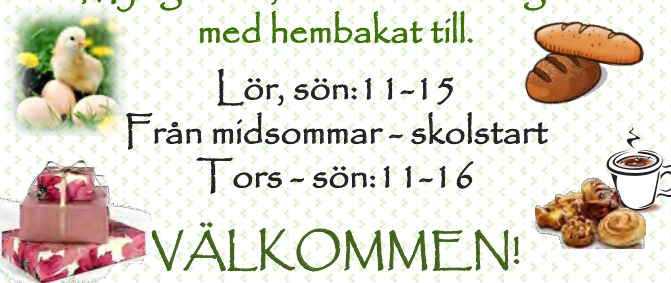 med hembakat till.
Lör, sön:11-15
Från midsommar - skolstart
Tors - sön:11-16
VÄLKOMMEN!